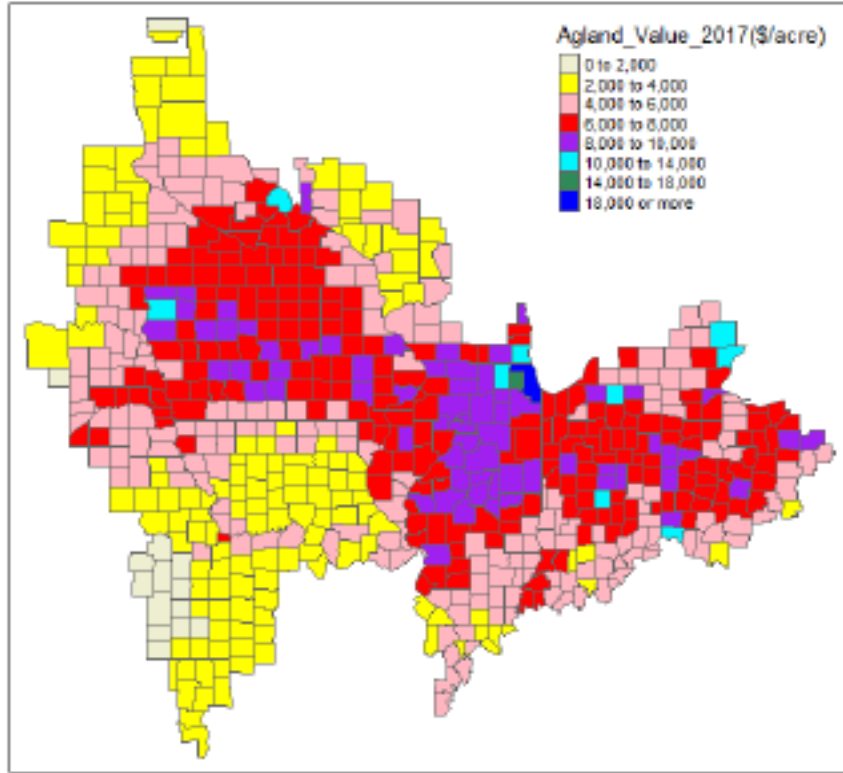 Agland_Value_2017($/acre)
0 to 2,000
2,000 to 4,000
4,000 to 6,000
6,000 to 8,000
8,000 to 10,000
10,000 to 14,000
14,000 to 18,000
18,000 or more